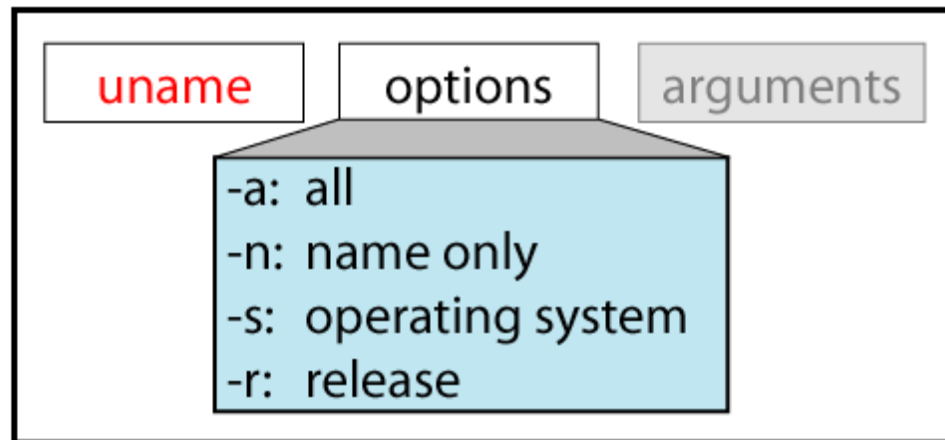 uname options arguments
-a: all
-n: name only
-s: operating system
-r: release